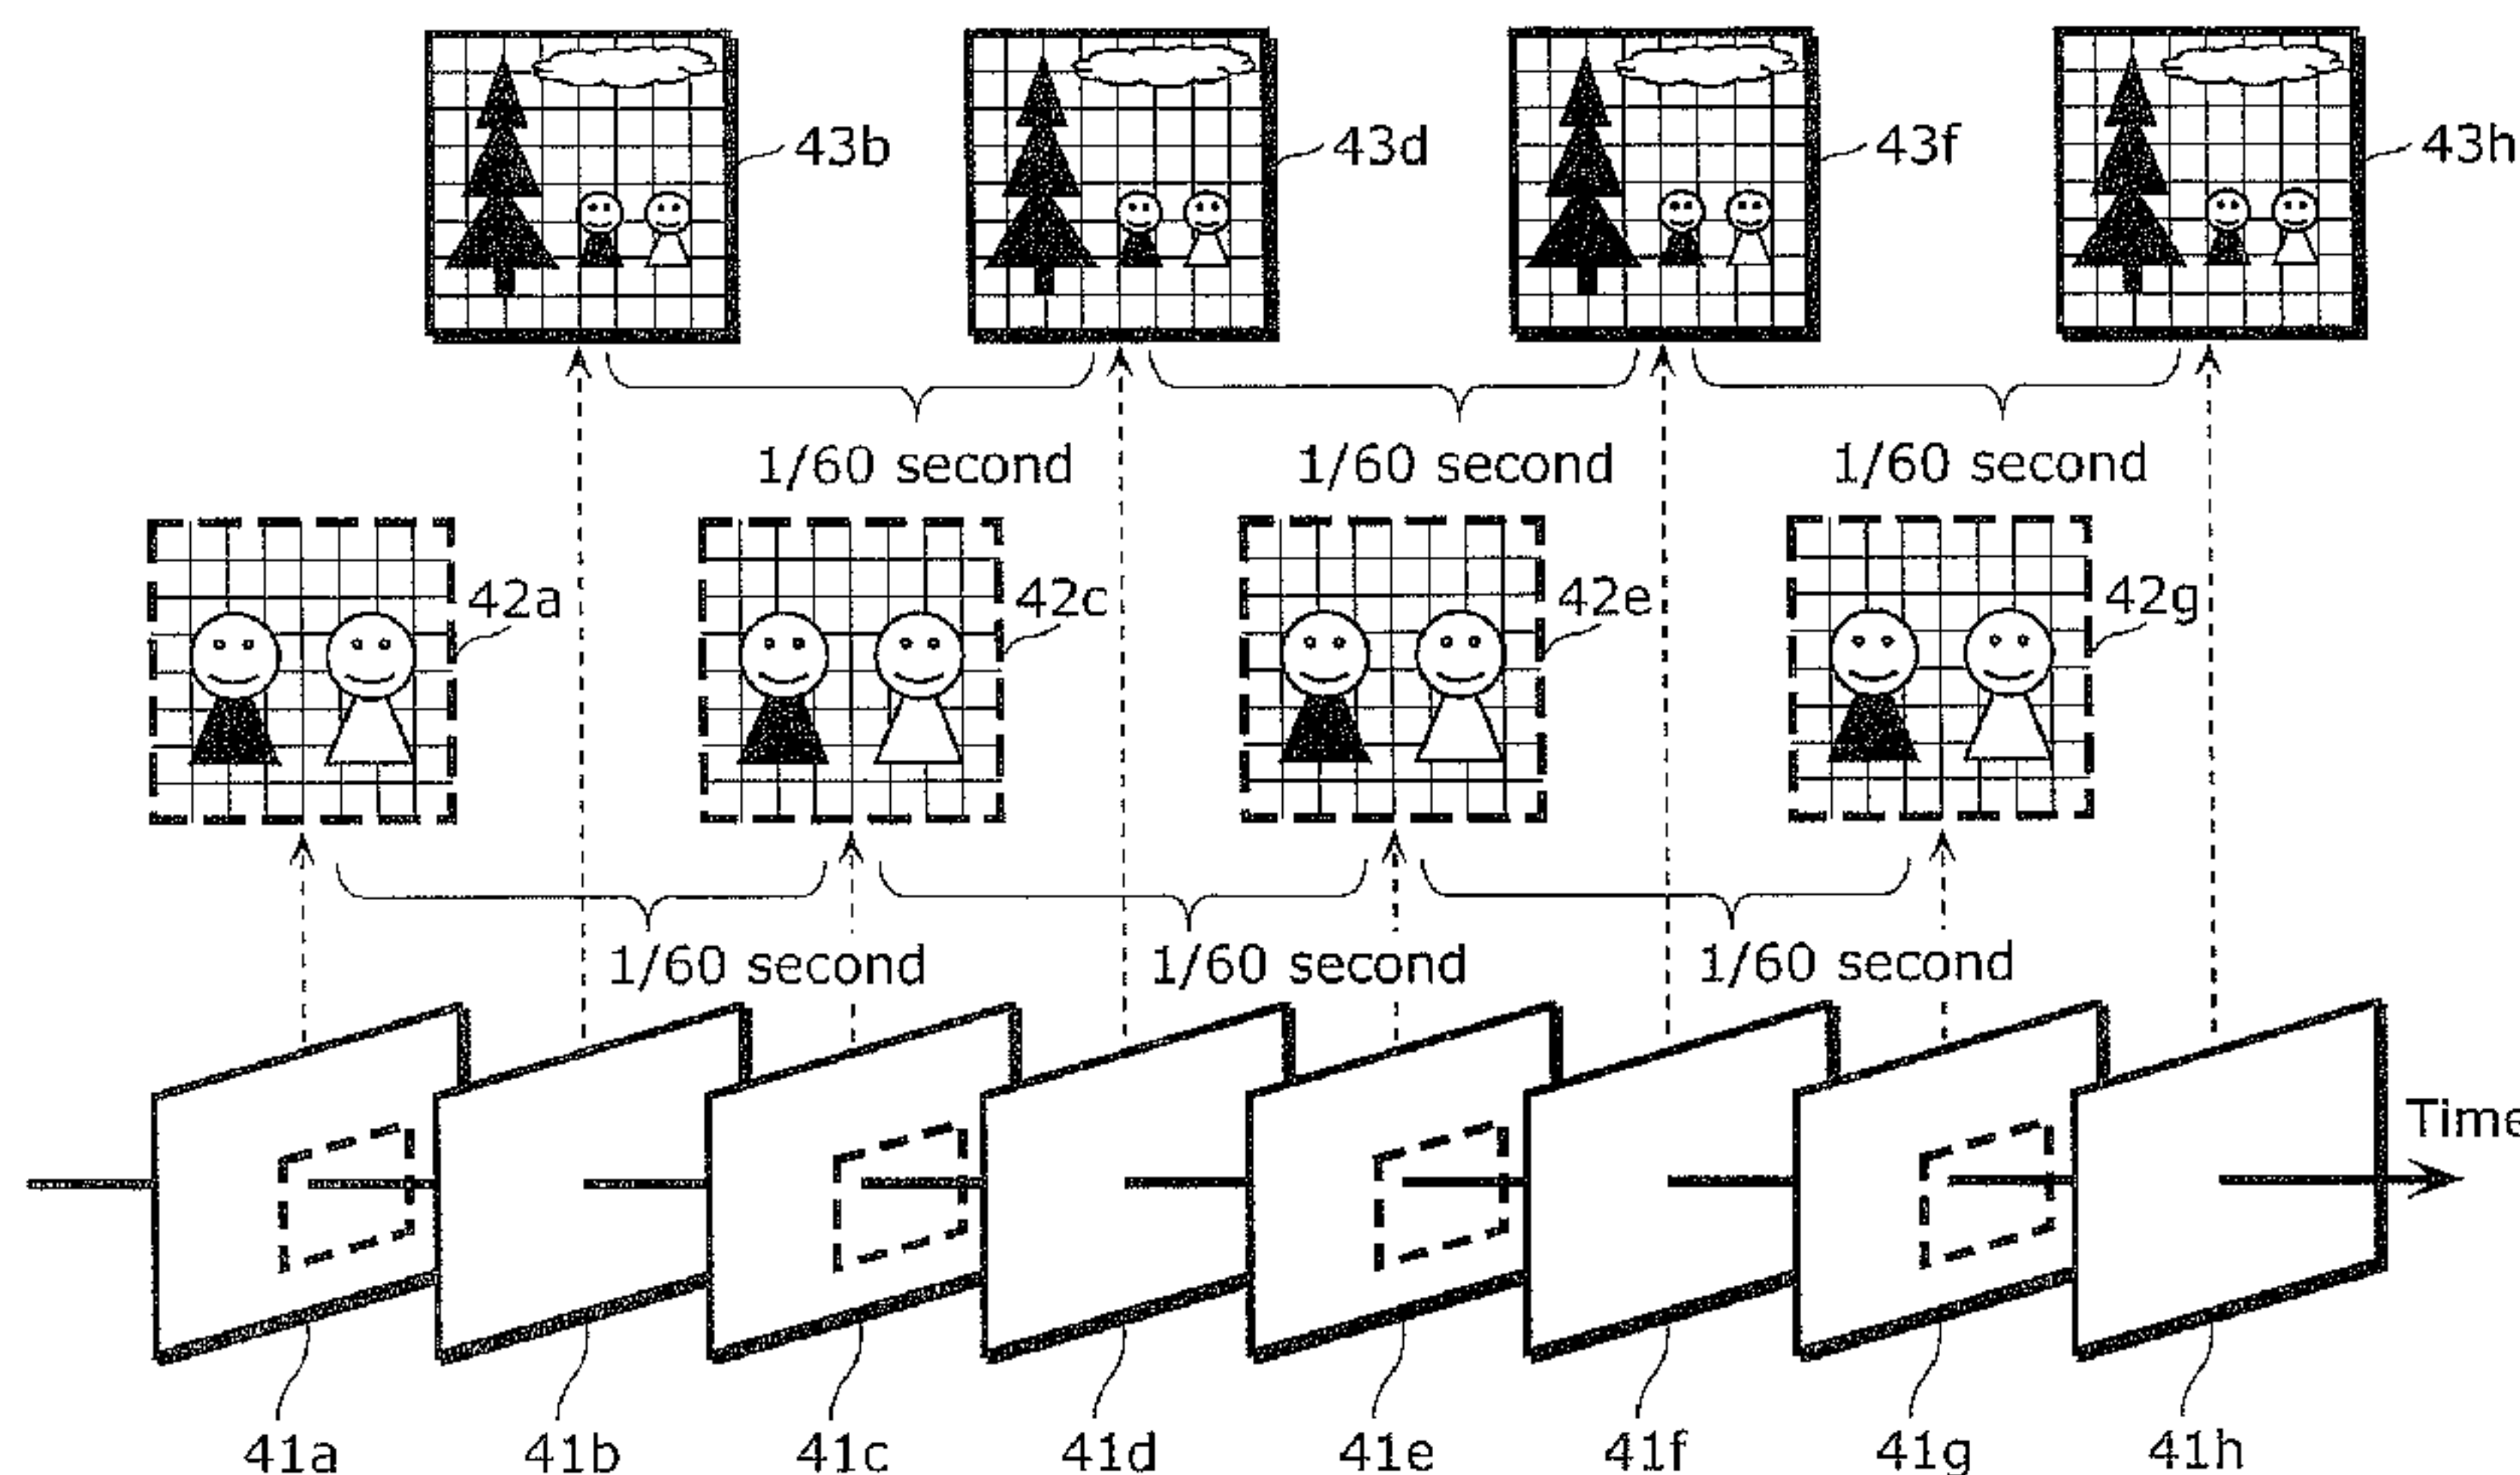 43b
43d
43f
43h
1/60 second
1/60 second
1/60 second
42a
42c
42e
42g
1/60 second
1/60 second
1/60 second
Time
41a
41b
41c
41d
41e
41f
41g
41h